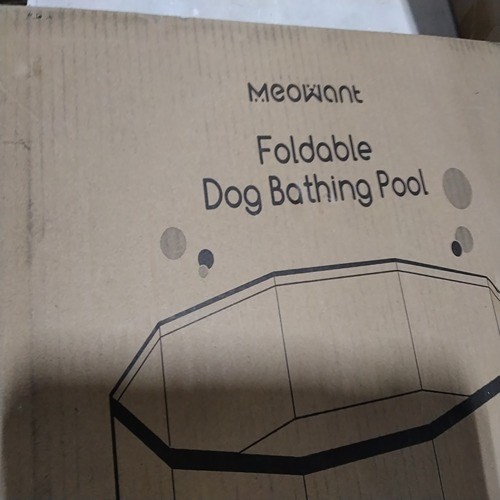 Meowant
Foldable
Dog Bathing Pool